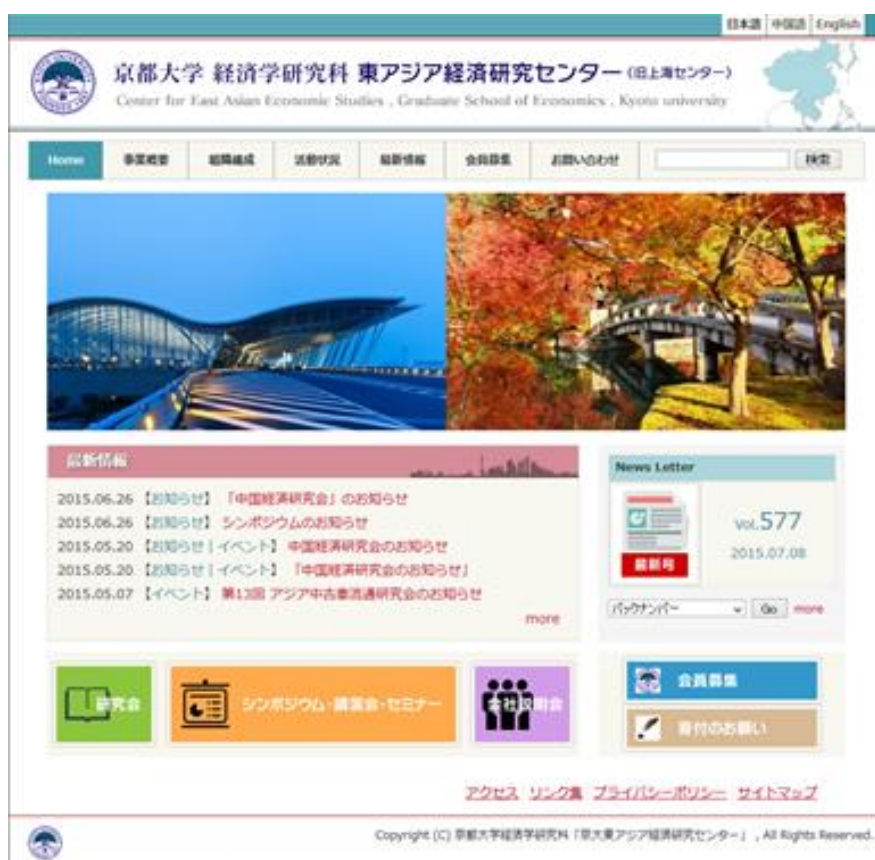 日本語 中国語 English
京都大学 経済学研究科 東アジア経済研究センター (旧上海センター)
Center for East Asian Economic Studies , Graduate School of Economics , Kyoto university
Home 事業概要 組織構成 活動状況 最新情報 会員募集 お問い合わせ 検索
最新情報
2015.06.26 【お知らせ】 「中国経済研究会」のお知らせ
2015.06.26 【お知らせ】 シンポジウムのお知らせ
2015.05.20 【お知らせ | イベント】 中国経済研究会のお知らせ
2015.05.20 【お知らせ | イベント】 「中国経済研究会のお知らせ」
2015.05.07 【イベント】 第13回 アジア中古車流通研究会のお知らせ
more
News Letter
最新号
Vol.577
2015.07.08
バックナンバー Go more
研究会
シンポジウム・講演会・セミナー
会社説明会
会員募集
寄付のお願い
アクセス リンク集 プライバシーポリシー サイトマップ
Copyright (C) 京都大学経済学研究科「京大東アジア経済研究センター」 , All Rights Reserved.